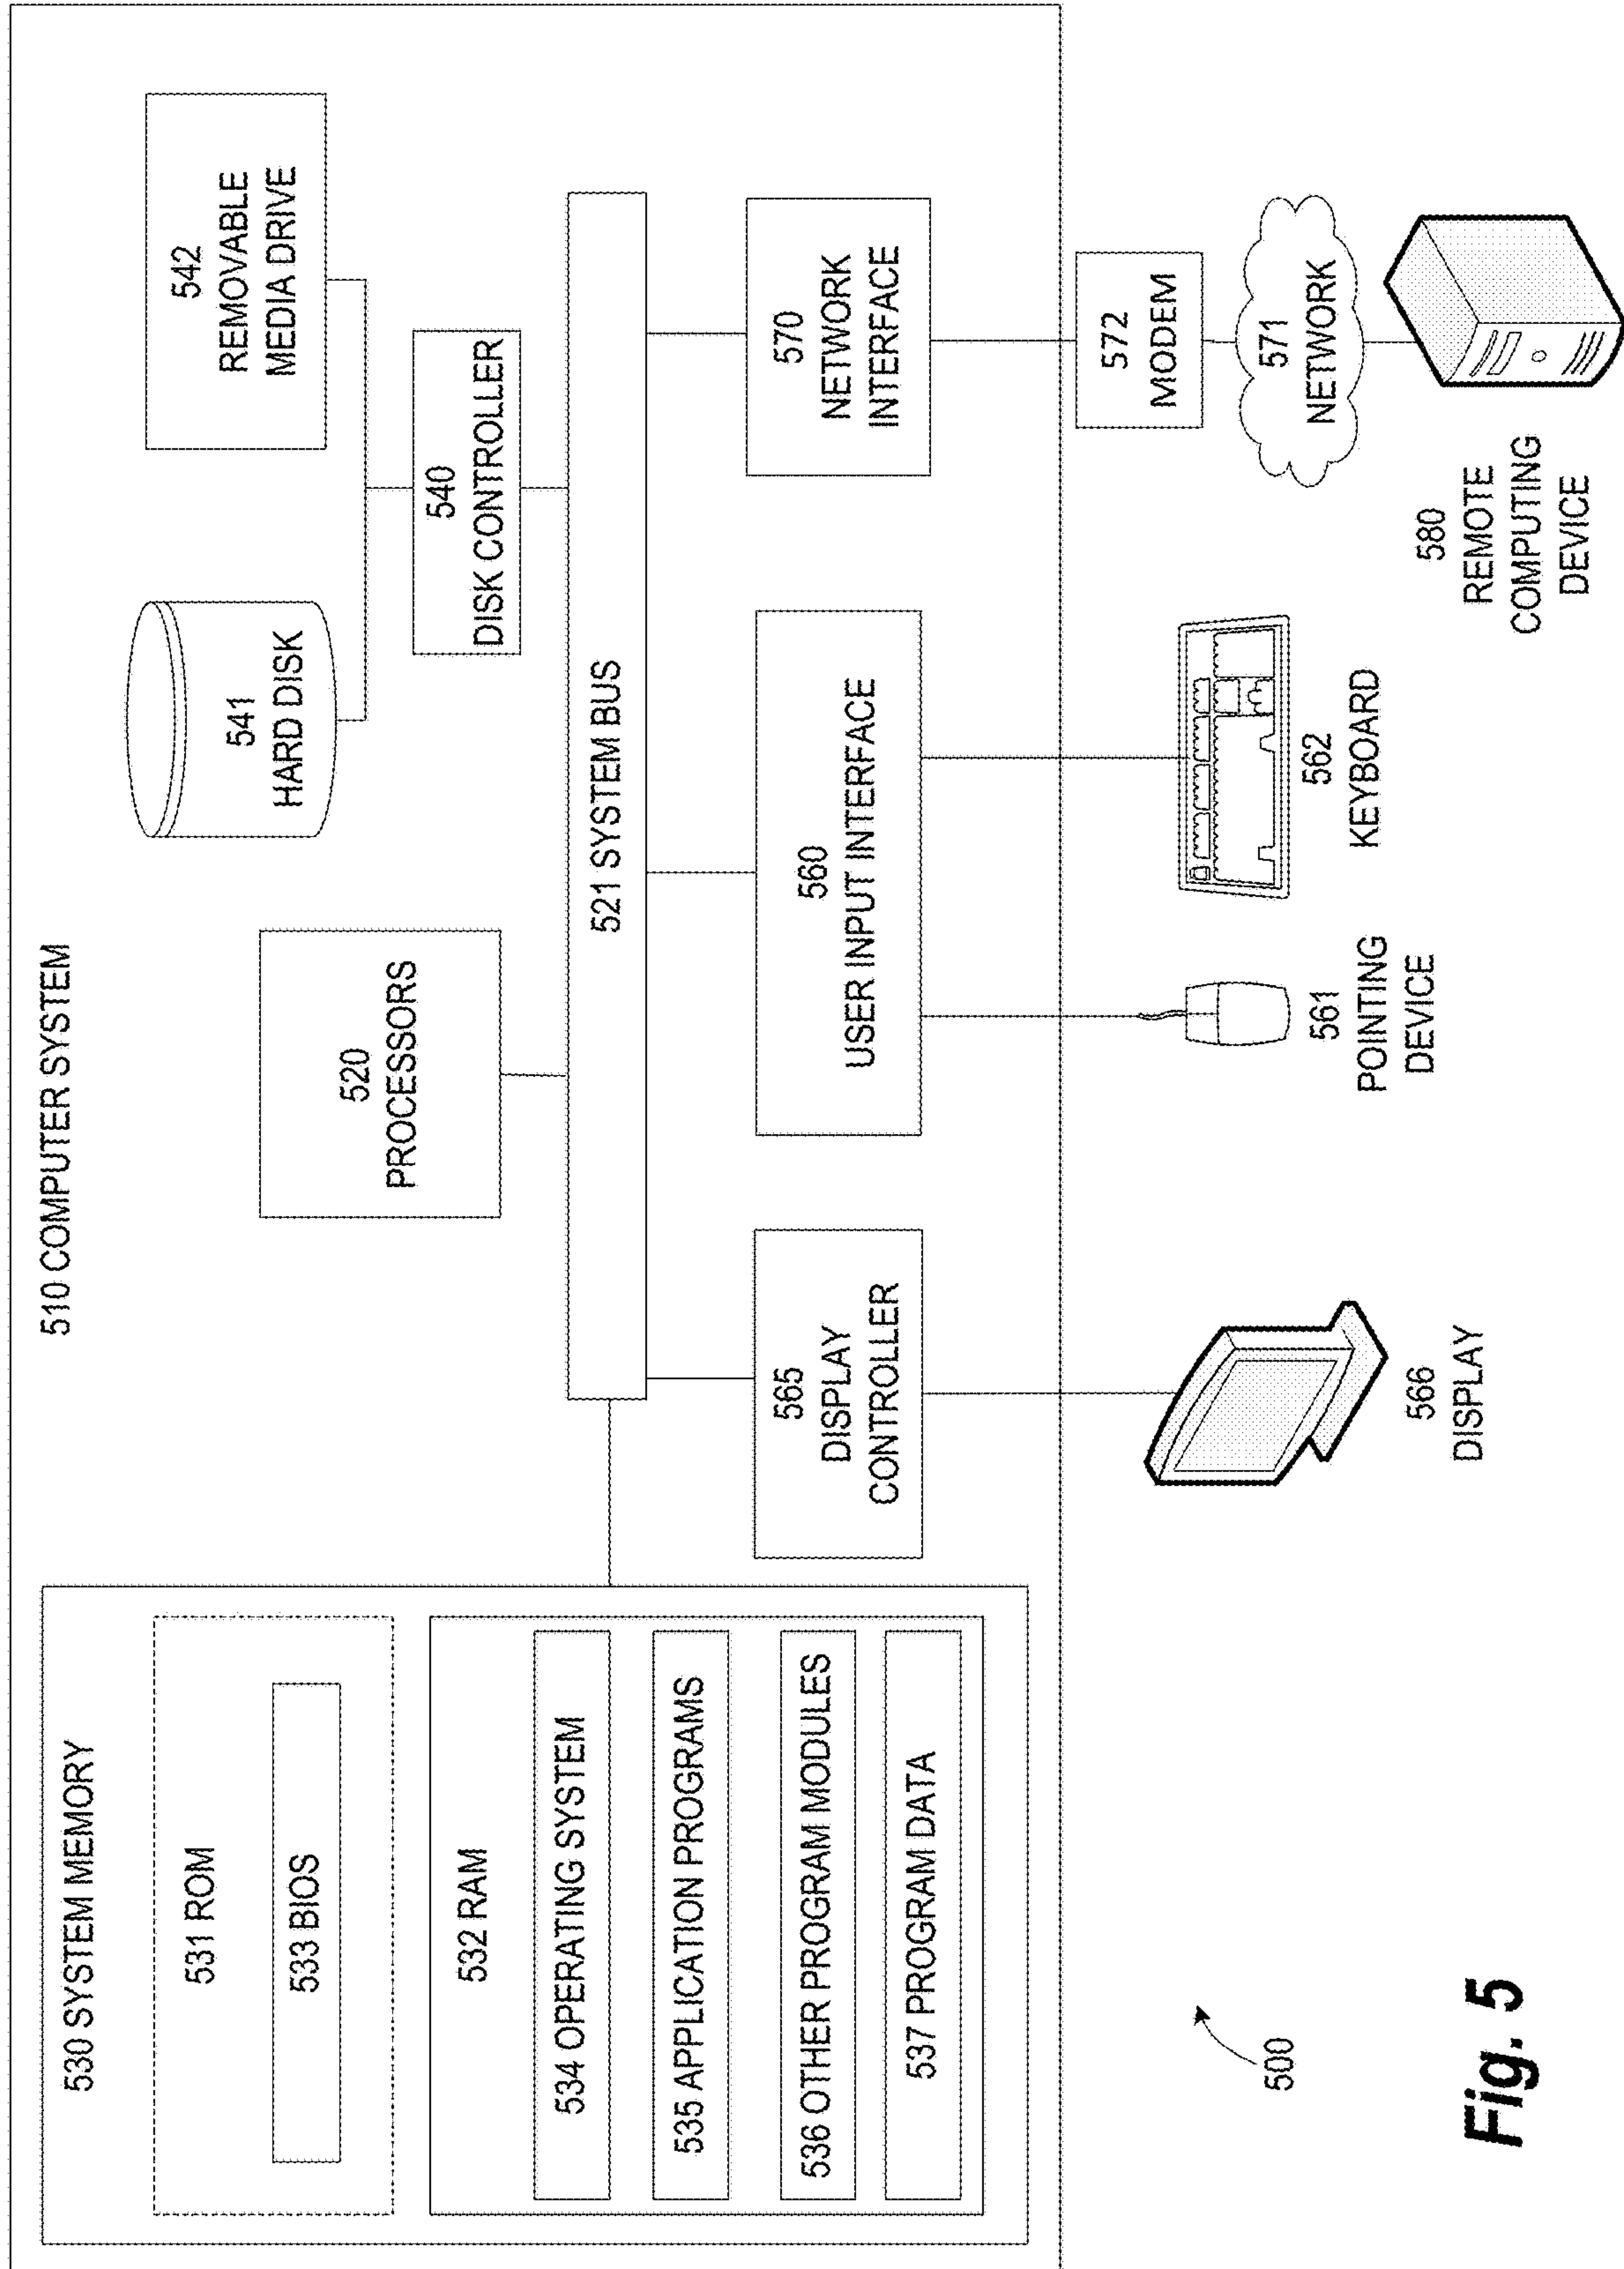 510 COMPUTER SYSTEM
530 SYSTEM MEMORY
531 ROM
533 BIOS
532 RAM
534 OPERATING SYSTEM
535 APPLICATION PROGRAMS
536 OTHER PROGRAM MODULES
537 PROGRAM DATA
520
PROCESSORS
541
HARD DISK
542
REMOVABLE
MEDIA DRIVE
540
DISK CONTROLLER
521 SYSTEM BUS
565
DISPLAY
CONTROLLER
560
USER INPUT INTERFACE
570
NETWORK
INTERFACE
572
MODEM
571
NETWORK
566
DISPLAY
561
POINTING
DEVICE
562
KEYBOARD
580
REMOTE
COMPUTING
DEVICE
500
Fig. 5